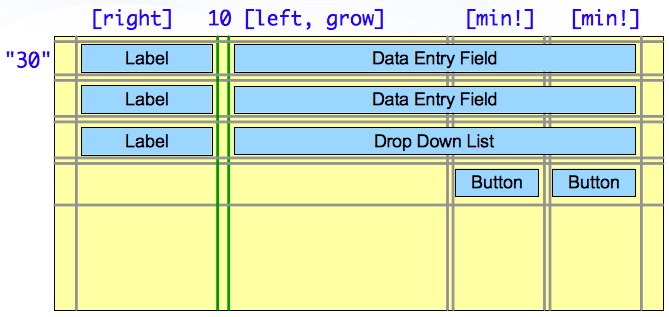 [right] 10 [left, grow] [min!] [min!]
"30" Label Data Entry Field
Label Data Entry Field
Label Drop Down List
Button Button